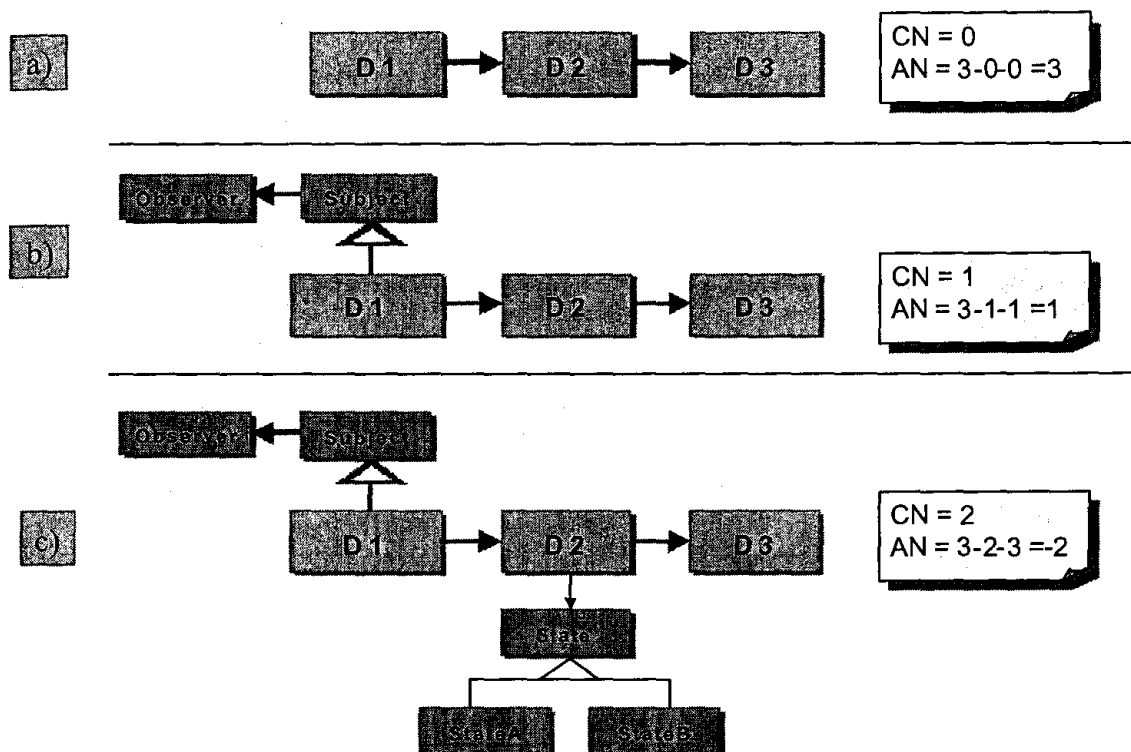 a)
D1
D2
D3
CN = 0
AN = 3-0-0 =3
Observer
Subject
b)
D1
D2
D3
CN = 1
AN = 3-1-1 =1
Observer
Subject
c)
D1
D2
D3
CN = 2
AN = 3-2-3 =-2
State
StateA
StateB